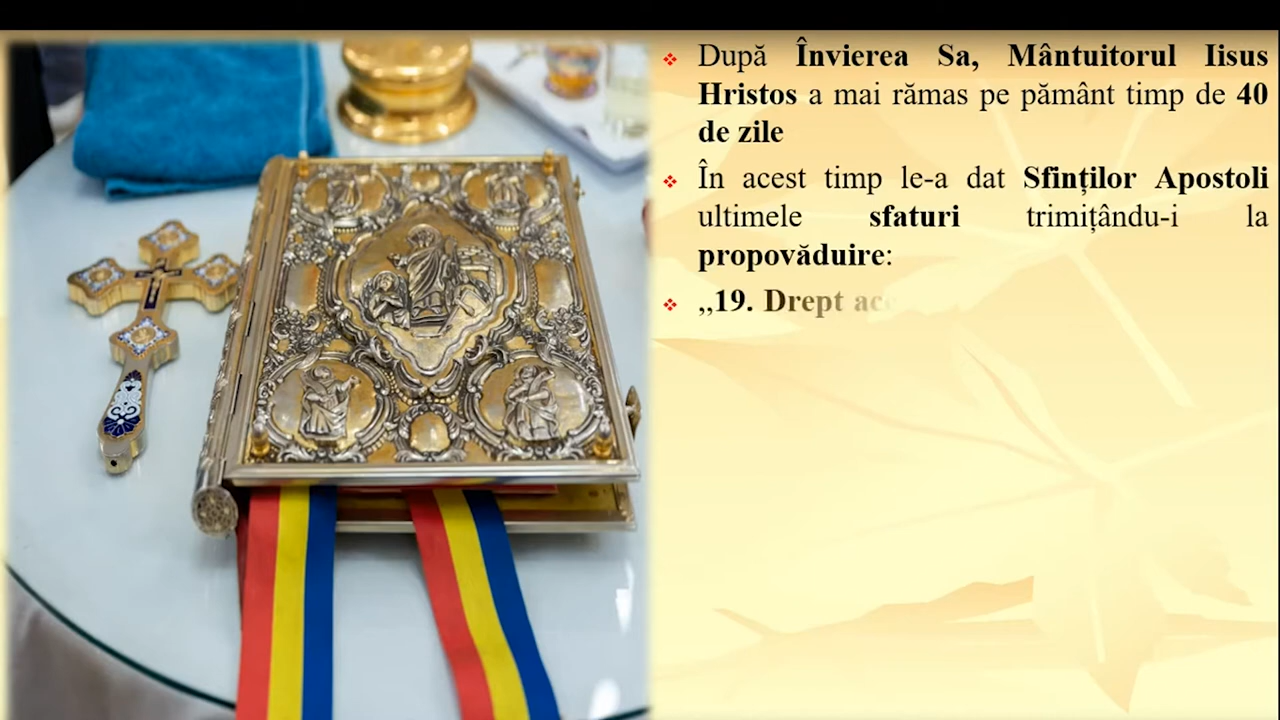 După Învierea Sa, Mântuitorul Iisus
Hristos a mai rămas pe pământ timp de 40
de zile
În acest timp le-a dat Sfinților Apostoli
ultimele sfaturi trimițându-i la
propovăduire:
„19. Drept